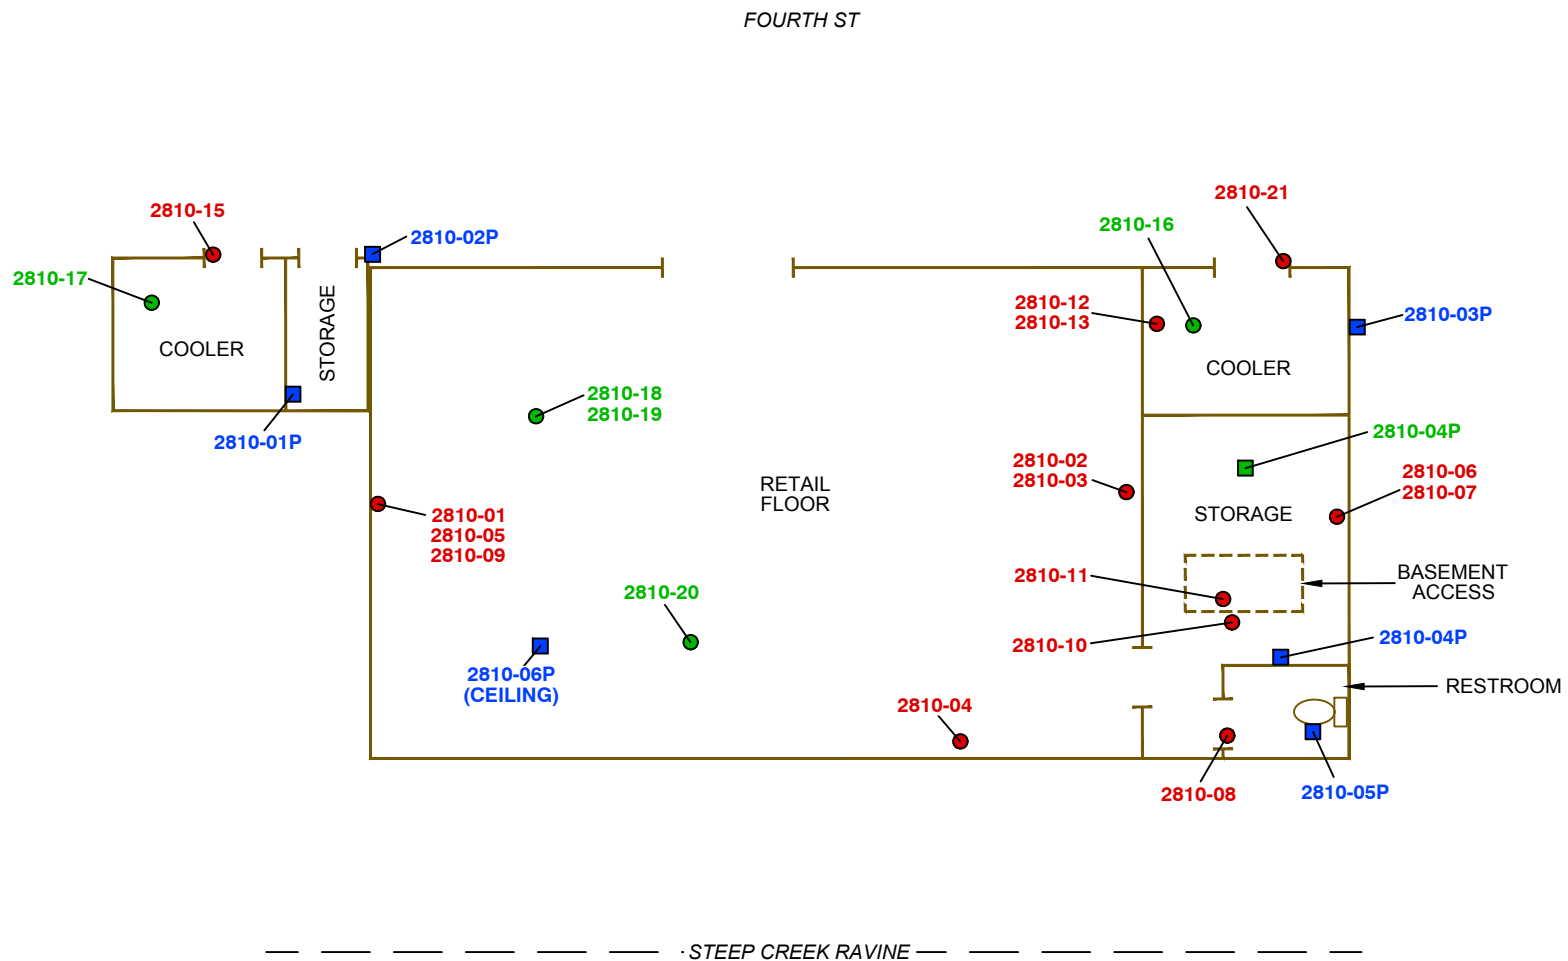 FOURTH ST
2810-21
2810-15
2810-16
2810-02P
2810-17
2810-12
2810-13
2810-03P
STORAGE
COOLER
COOLER
2810-18
2810-19
2810-01P
2810-04P
2810-02
2810-03
2810-06
2810-07
RETAIL
FLOOR
STORAGE
2810-01
2810-05
2810-09
2810-11
BASEMENT
ACCESS
2810-20
2810-10
2810-04P
2810-06P
(CEILING)
RESTROOM
2810-04
2810-08
2810-05P
STEEP CREEK RAVINE